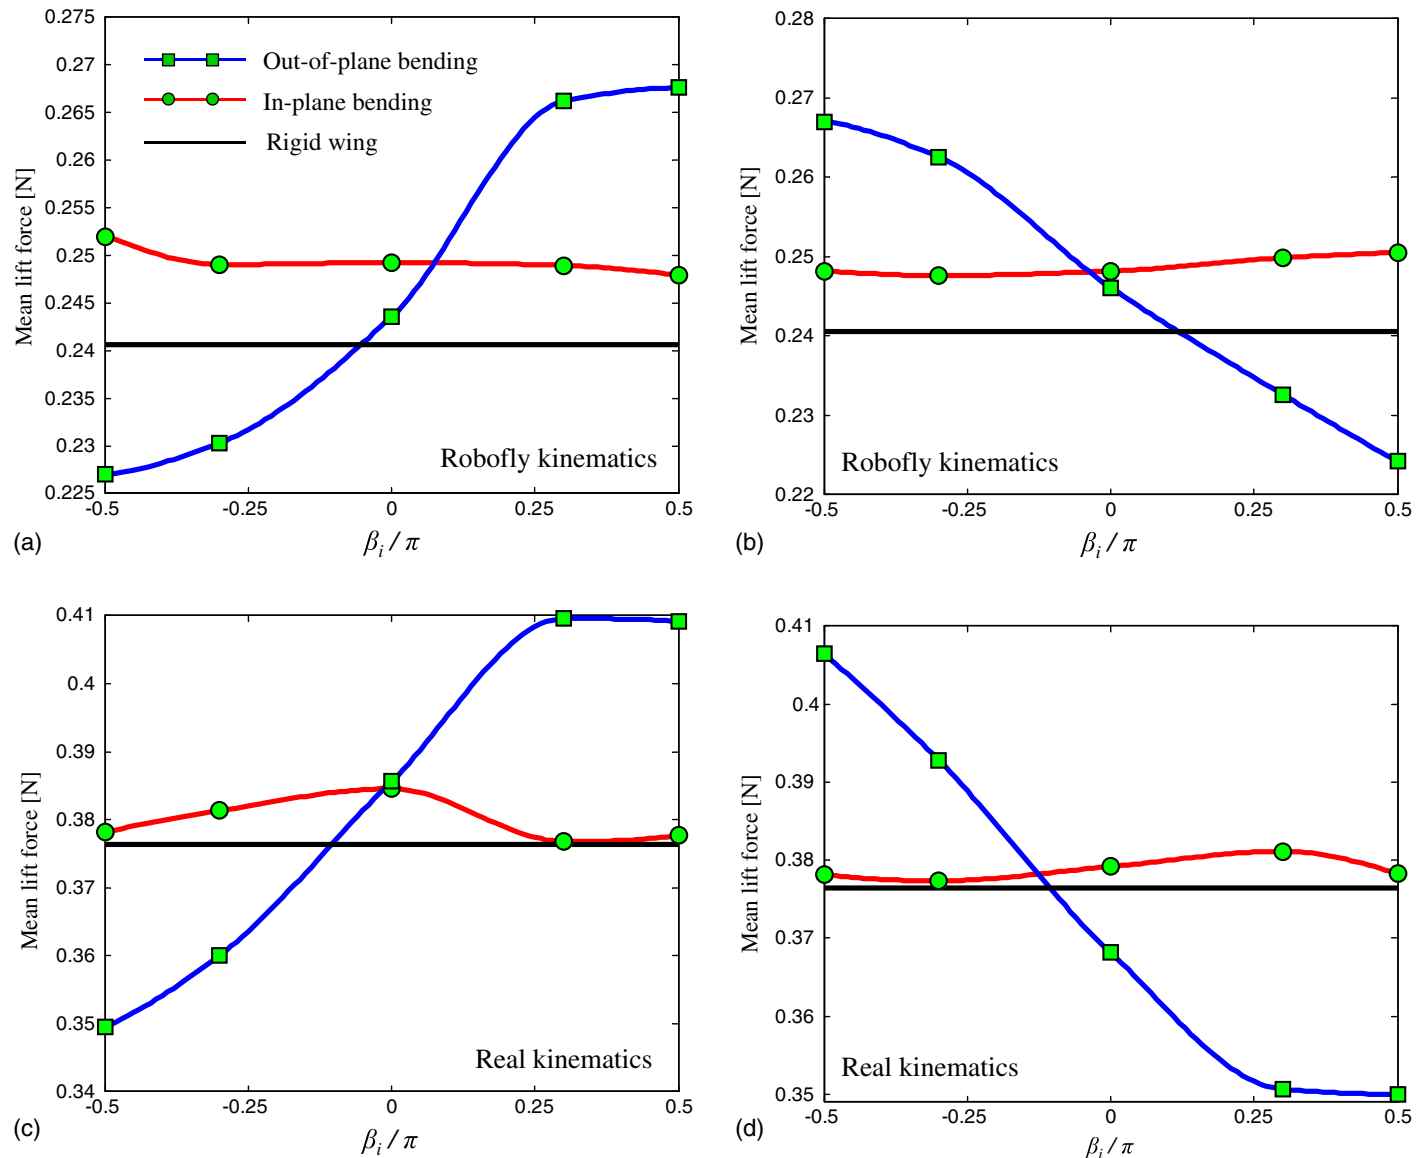 0.275
0.27
0.265
0.26
0.255
0.25
0.245
0.24
0.235
0.23
0.225
Mean lift force [N]
Out-of-plane bending
In-plane bending
Rigid wing
Robofly kinematics
-0.5 -0.25 0 0.25 0.5
(a) β_i / π
0.28
0.27
0.26
0.25
0.24
0.23
0.22
Mean lift force [N]
Robofly kinematics
-0.5 -0.25 0 0.25 0.5
(b) β_i / π
0.41
0.4
0.39
0.38
0.37
0.36
0.35
0.34
Mean lift force [N]
Real kinematics
-0.5 -0.25 0 0.25 0.5
(c) β_i / π
0.41
0.4
0.39
0.38
0.37
0.36
0.35
Mean lift force [N]
Real kinematics
-0.5 -0.25 0 0.25 0.5
(d) β_i / π